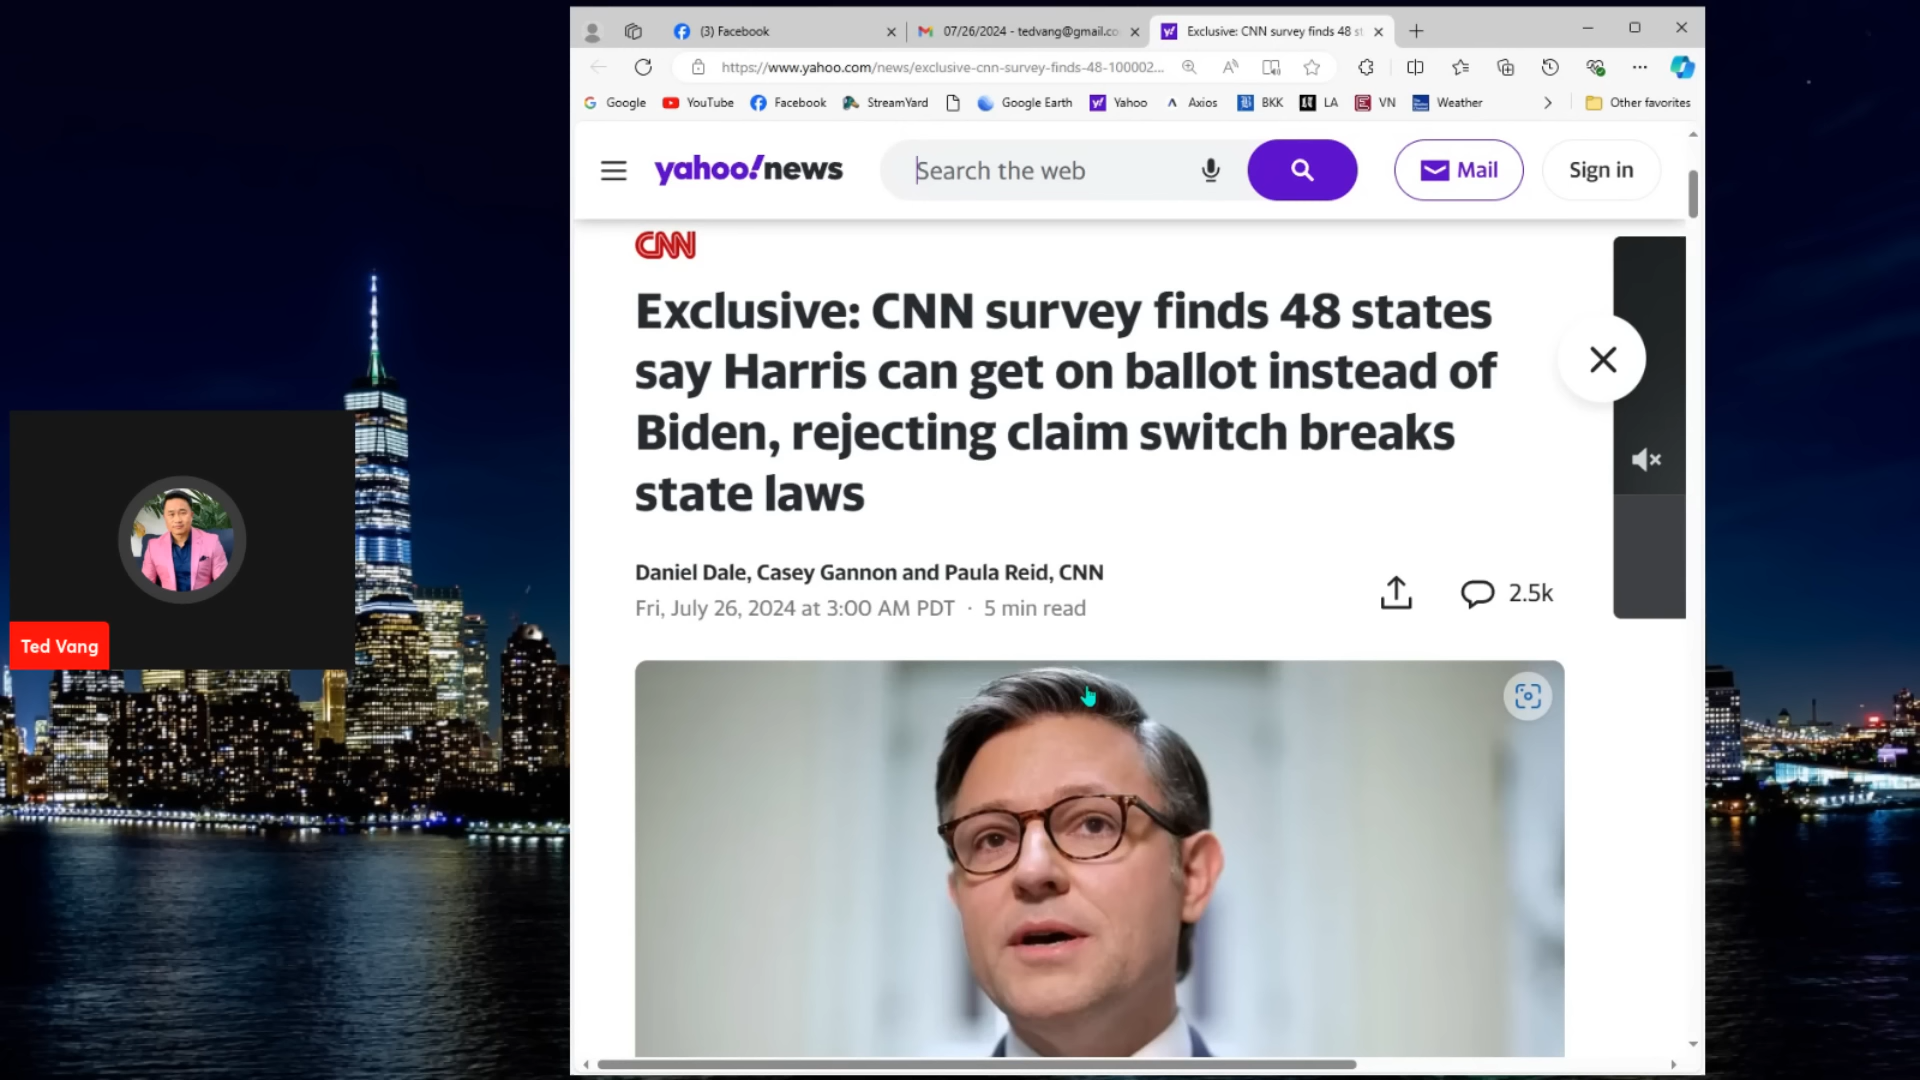 (3) Facebook
07/26/2024 - tedvang@gmail.co
Exclusive: CNN survey finds 48 st
https://www.yahoo.com/news/exclusive-cnn-survey-finds-48-100002...
Google
YouTube
Facebook
StreamYard
Google Earth
Yahoo
Axios
BKK
LA
VN
Weather
Other favorites
yahoo!news
Search the web
Mail
Sign in
CNN
Exclusive: CNN survey finds 48 states
say Harris can get on ballot instead of
Biden, rejecting claim switch breaks
state laws
Daniel Dale, Casey Gannon and Paula Reid, CNN
Fri, July 26, 2024 at 3:00 AM PDT · 5 min read
2.5k
Ted Vang